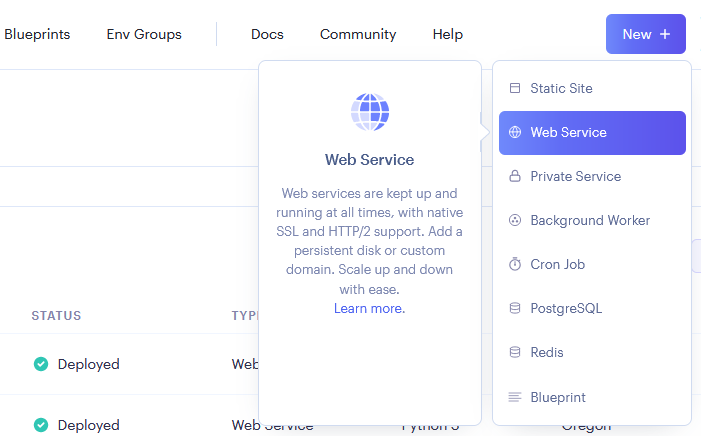 Blueprints Env Groups Docs Community Help New +
Static Site
Web Service
Private Service
Background Worker
Cron Job
PostgreSQL
Redis
Blueprint
Web Service
Web services are kept up and
running at all times, with native
SSL and HTTP/2 support. Add a
persistent disk or custom
domain. Scale up and down
with ease.
Learn more.
STATUS TYP
Deployed Web
Deployed Web Service Python 3 Oregon